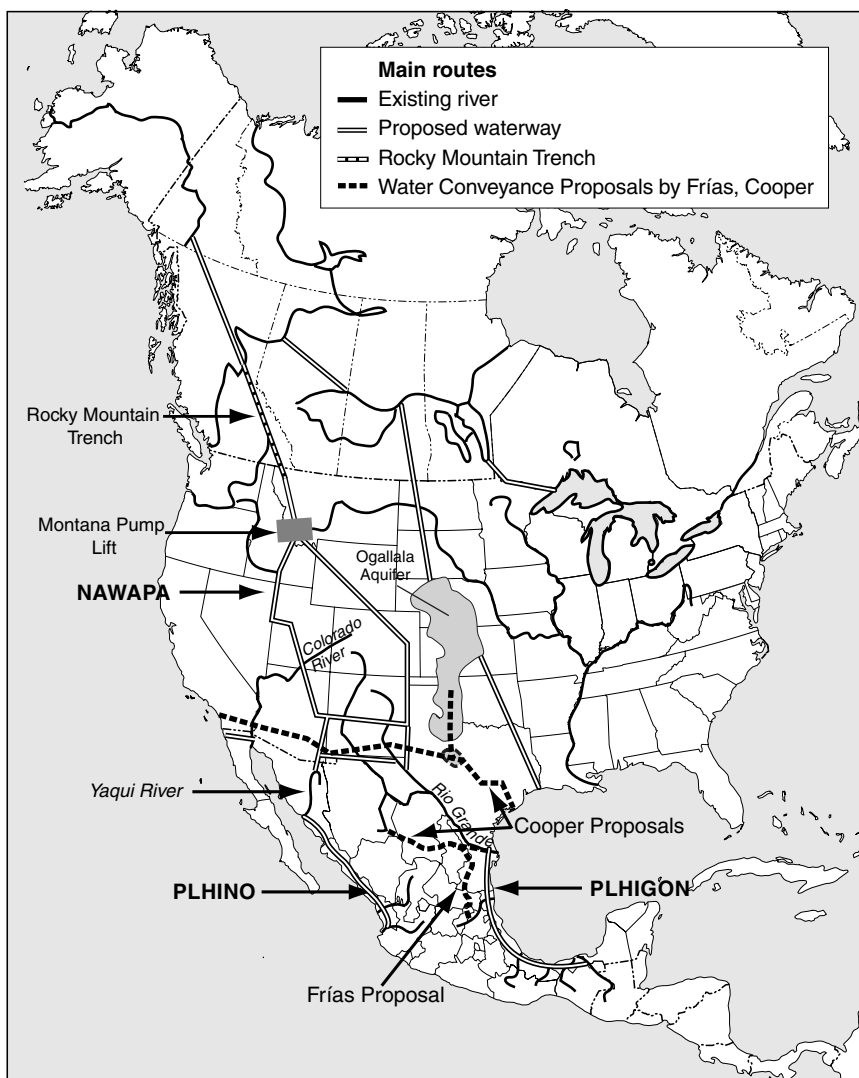 Main routes
Existing river
Proposed waterway
Rocky Mountain Trench
Water Conveyance Proposals by Frías, Cooper
Rocky Mountain
Trench
Montana Pump
Lift
Ogallala
Aquifer
NAWAPA
Colorado
River
Yaqui River
Rio Grande
Cooper Proposals
PLHINO
PLHIGON
Frías Proposal